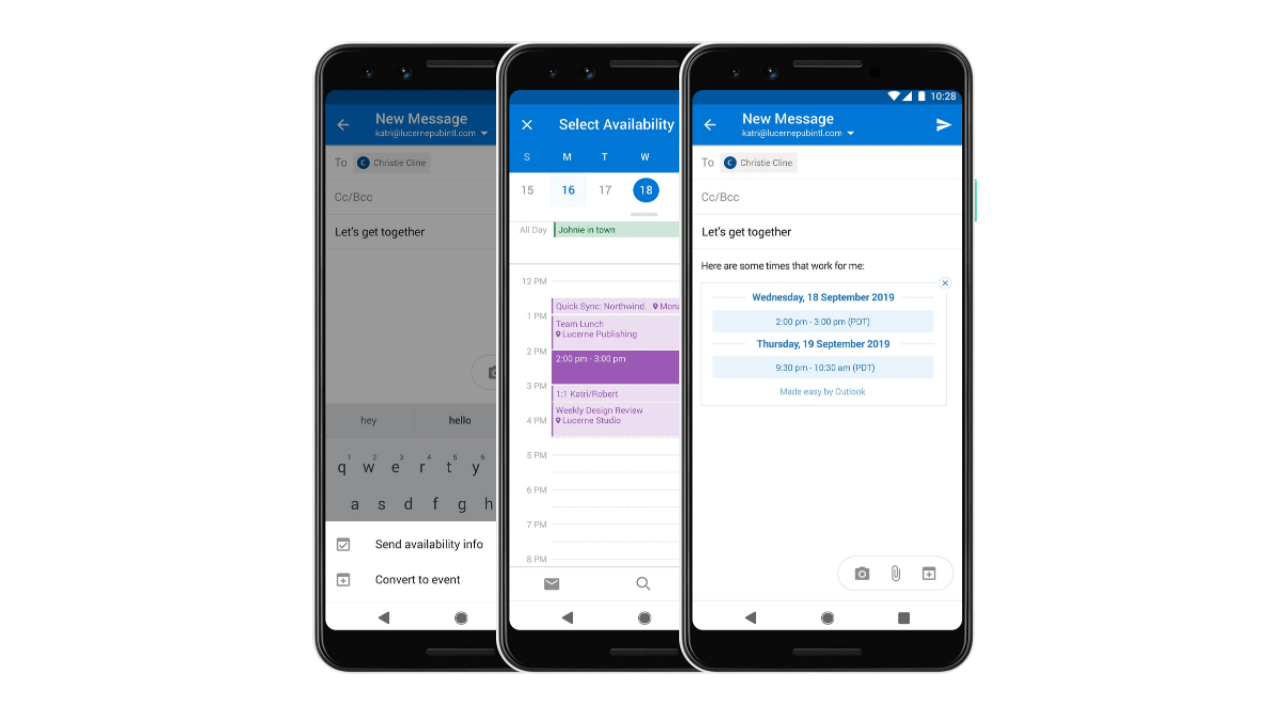 New Message
katri@lucernepubintl.com
To Christie Cline
C
Cc/Bcc
Let's get together
hey hello
1 2 3 4 5 6
q w e r t y
a s d f g h
Send availability info
Convert to event
Select Availability
S M T W
15 16 17 18
All Day Johnie in town
12 PM
Quick Sync: Northwind
1 PM
Team Lunch
Lucerne Publishing
2 PM
2:00 pm - 3:00 pm
3 PM
1:1 Katri/Robert
Weekly Design Review
4 PM Lucerne Studio
5 PM
6 PM
7 PM
8 PM
10:28
New Message
katri@lucernepubintl.com
To C Christie Cline
Cc/Bcc
Let's get together
Here are some times that work for me:
Wednesday, 18 September 2019
2:00 pm - 3:00 pm (PDT)
Thursday, 19 September 2019
9:30 pm - 10:30 am (PDT)
Made easy by Outlook